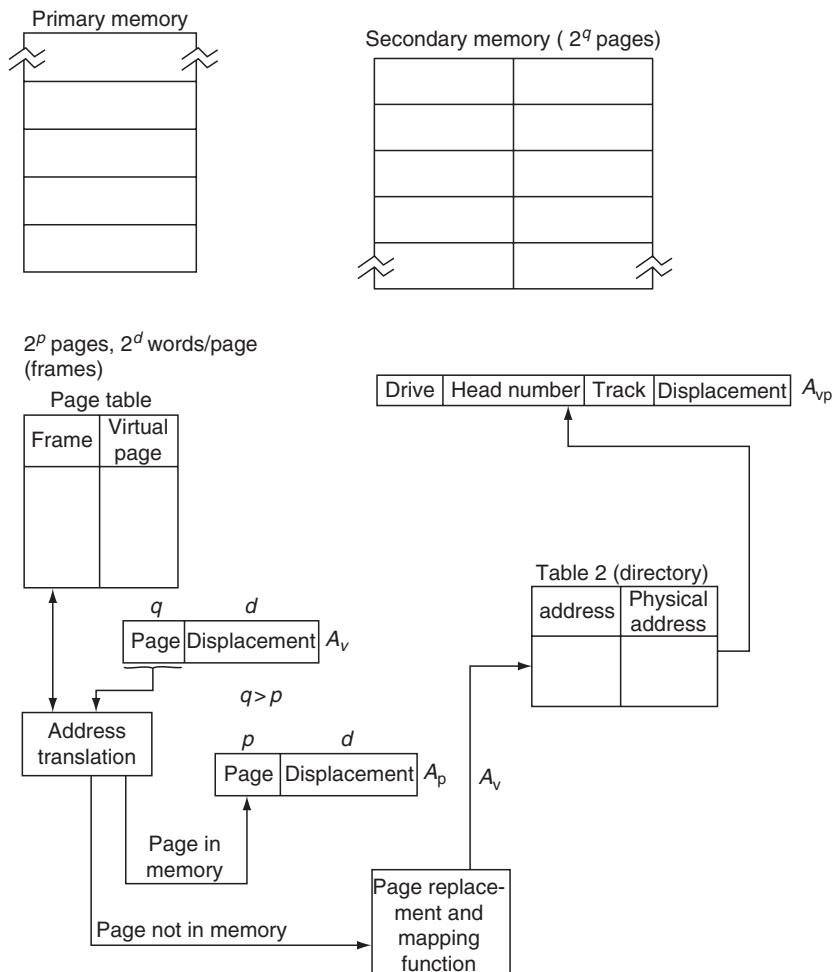 Primary memory
Secondary memory ( 2^q pages)
2^p pages, 2^d words/page
(frames)
Page table
Frame
Virtual
page
Drive
Head number
Track
Displacement
A_vp
q
d
Page
Displacement
A_v
q > p
Address
translation
p
d
Page
Displacement
A_p
Page in
memory
Page not in memory
Page replace-
ment and
mapping
function
A_v
Table 2 (directory)
address
Physical
address